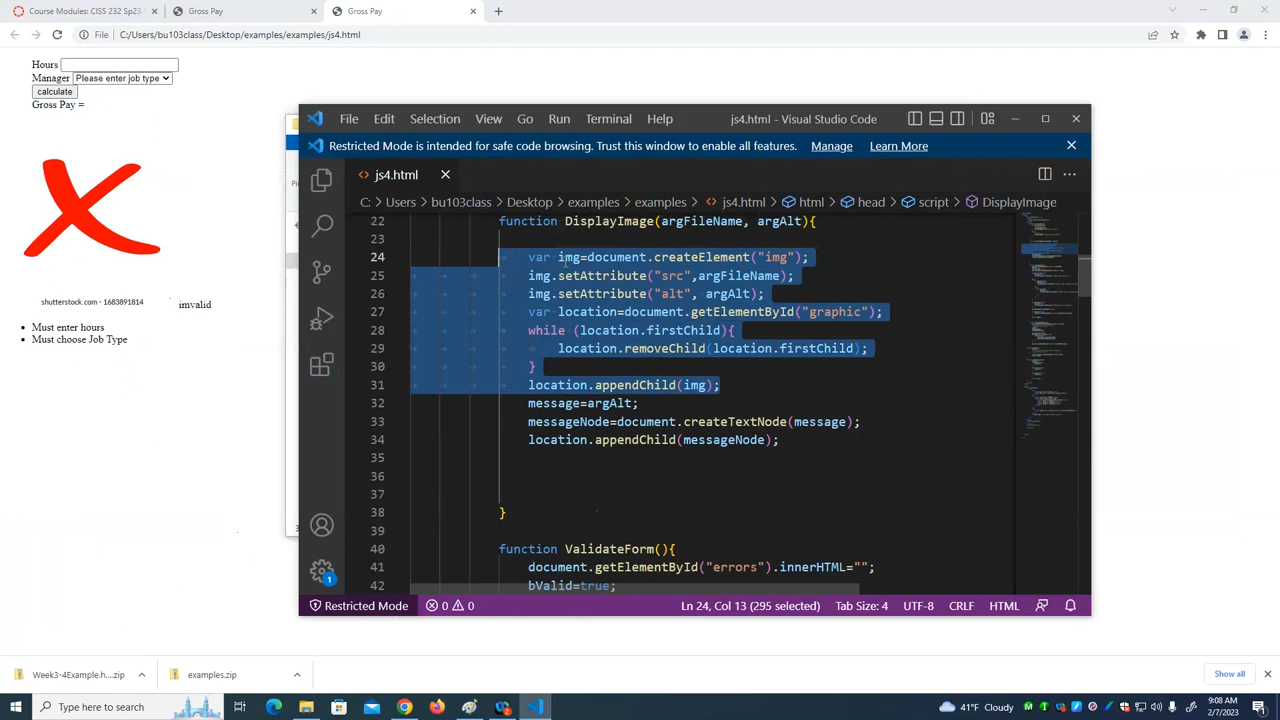 Course Modules: CISS 232 Sp23
Gross Pay
Gross Pay
File C:/Users/bu103class/Desktop/examples/examples/js4.html
Hours
Manager Please enter job type
calculate
Gross Pay =
shutterstock.com · 1683891814
imvalid
Must enter hours
Must choose Job Type
File Edit Selection View Go Run Terminal Help js4.html - Visual Studio Code
Restricted Mode is intended for safe code browsing. Trust this window to enable all features. Manage Learn More
js4.html
C: > Users > bu103class > Desktop > examples > examples > js4.html > html > head > script > DisplayImage
22 function DisplayImage(argFileName, argAlt){
23
24 var img=document.createElement("img");
25 img.setAttribute("src",argFileName);
26 img.setAttribute("alt", argAlt);
27 var location=document.getElementById("graphic");
28 while (location.firstChild){
29 location.removeChild(location.firstChild);
30 }
31 location.appendChild(img);
32 message=argAlt;
33 messageNode=document.createTextNode(message);
34 location.appendChild(messageNode);
35
36
37
38 }
39
40 function ValidateForm(){
41 document.getElementById("errors").innerHTML="";
42 bValid=true;
Restricted Mode 0 0 Ln 24, Col 13 (295 selected) Tab Size: 4 UTF-8 CRLF HTML
1
Week3-4Example.h....zip
examples.zip
Show all
Type here to search
41°F Cloudy
9:08 AM
2/7/2023